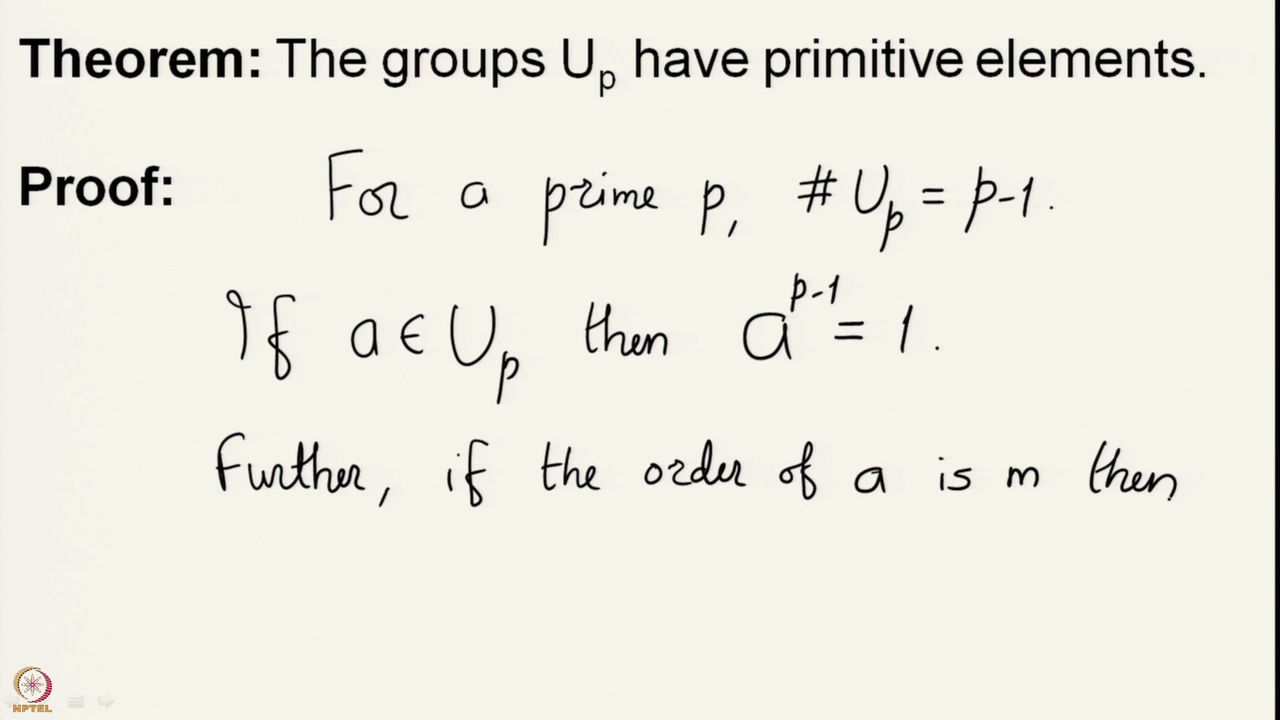 Theorem: The groups Uₚ have primitive elements.
Proof: For a prime p, # Uₚ = p-1.
If a ∈ Uₚ then aᵖ⁻¹ = 1.
Further, if the order of a is m then
NPTEL